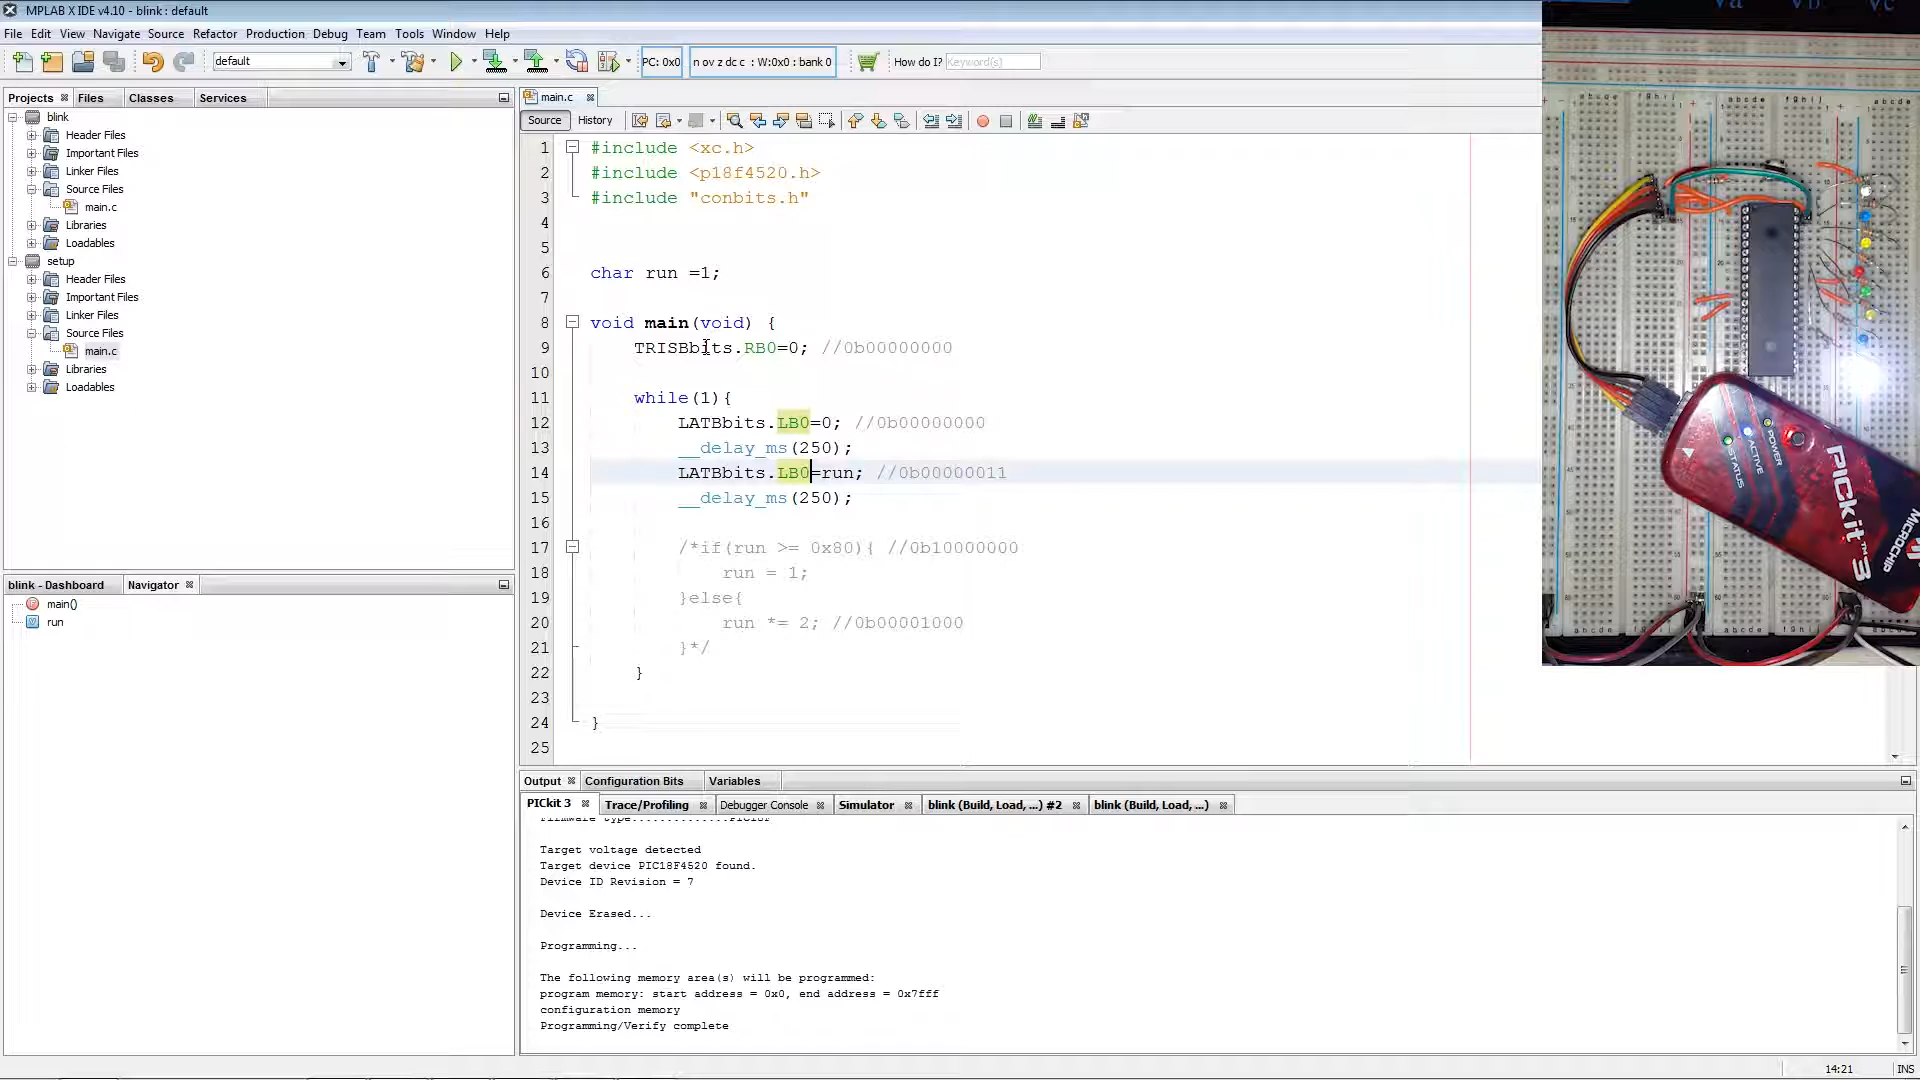 MPLAB X IDE v4.10 - blink : default
File Edit View Navigate Source Refactor Production Debug Team Tools Window Help
default
PC: 0x0
n ov z dc c : W:0x0 : bank 0
How do I? Keyword(s)
Projects Files Classes Services
blink
Header Files
Important Files
Linker Files
Source Files
main.c
Libraries
Loadables
setup
Header Files
Important Files
Linker Files
Source Files
main.c
Libraries
Loadables
blink - Dashboard Navigator
main()
run
main.c
Source History
1 #include <xc.h>
2 #include <p18f4520.h>
3 #include "conbits.h"
4
5
6 char run =1;
7
8 void main(void) {
9 TRISBbits.RB0=0; //0b00000000
10
11 while(1){
12 LATBbits.LB0=0; //0b00000000
13 __delay_ms(250);
14 LATBbits.LB0=run; //0b00000011
15 __delay_ms(250);
16
17 /*if(run >= 0x80){ //0b10000000
18 run = 1;
19 }else{
20 run *= 2; //0b00001000
21 }*/
22 }
23
24 }
25
Output Configuration Bits Variables
PICkit 3 Trace/Profiling Debugger Console Simulator blink (Build, Load, ...) #2 blink (Build, Load, ...)
Target voltage detected
Target device PIC18F4520 found.
Device ID Revision = 7
Device Erased...
Programming...
The following memory area(s) will be programmed:
program memory: start address = 0x0, end address = 0x7fff
configuration memory
Programming/Verify complete
14:21 INS
Va Vb Vc
POWER
ACTIVE
STATUS
PICkit™ 3
MICROCHIP